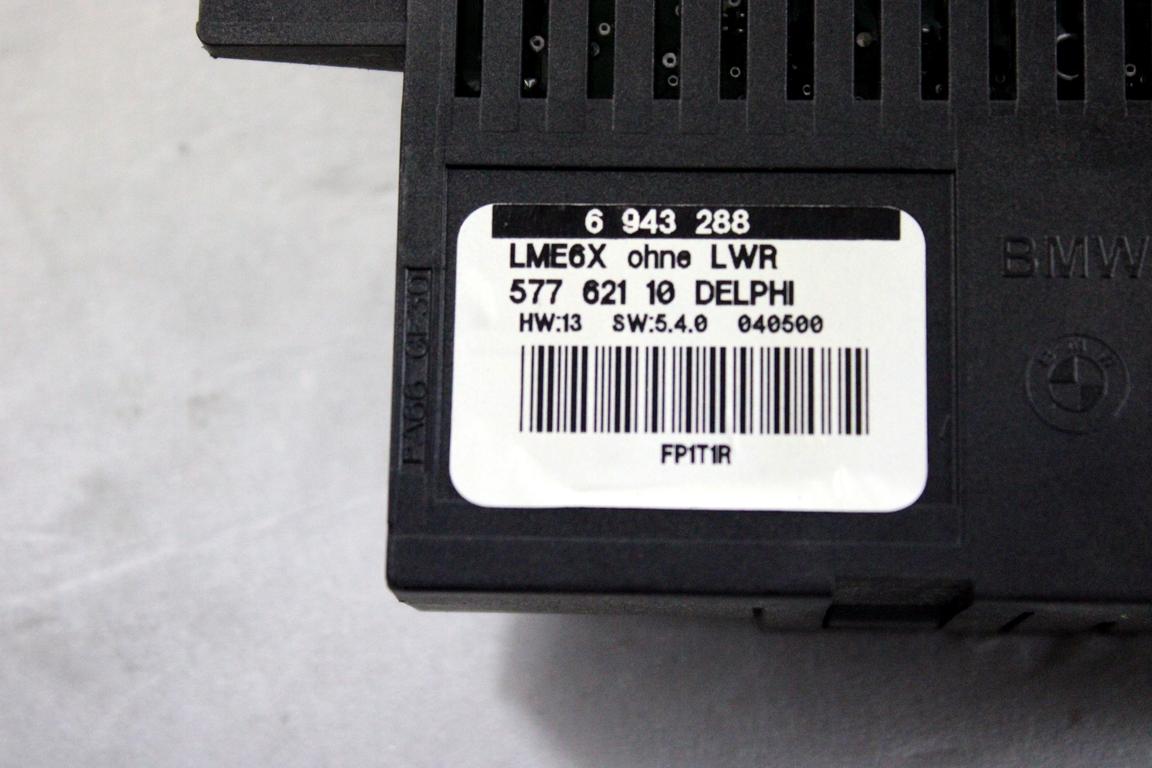 6 943 288
LME6X ohne LWR
577 621 10 DELPHI
HW:13 SW:5.4.0 040500
FP1T1R
BMW
BMW